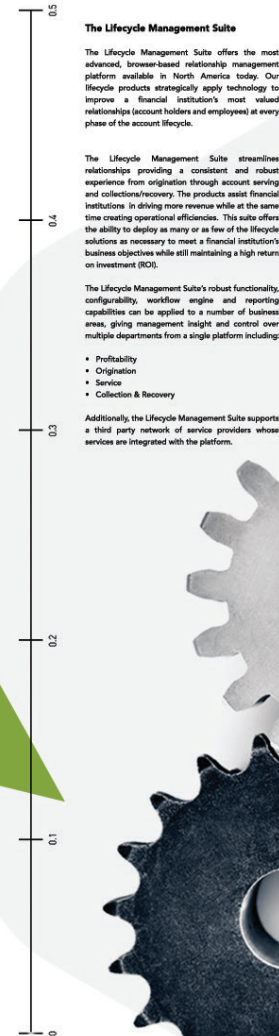 The Lifecycle Management Suite
The Lifecycle Management Suite offers the most
advanced, browser-based relationship management
platform available in North America today. Our
lifecycle products strategically apply technology to
improve a financial institution's most valued
relationships (account holders and employees) at every
phase of the account lifecycle.
The Lifecycle Management Suite streamlines
relationships providing a consistent and robust
experience from origination through account serving
and collections/recovery. The products assist financial
institutions in driving more revenue while at the same
time creating operational efficiencies. This suite offers
the ability to deploy as many or as few of the lifecycle
solutions as necessary to meet a financial institution's
business objectives while still maintaining a high return
on investment (ROI).
The Lifecycle Management Suite's robust functionality,
configurability, workflow engine and reporting
capabilities can be applied to a number of business
areas, giving management insight and control over
multiple departments from a single platform including:
• Profitability
• Origination
• Service
• Collection & Recovery
Additionally, the Lifecycle Management Suite supports
a third party network of service providers whose
services are integrated with the platform.
0.5
0.4
0.3
0.2
0.1
0